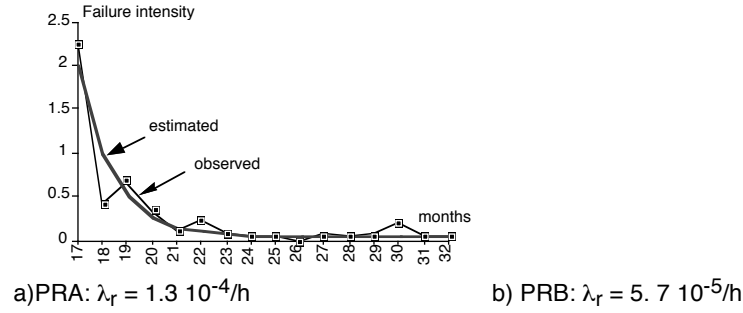 Failure intensity
2.5
2
1.5
1
0.5
0
estimated
observed
months
17 18 19 20 21 22 23 24 25 26 27 28 29 30 31 32
a)PRA: λr = 1.3 10-4/h
b) PRB: λr = 5. 7 10-5/h